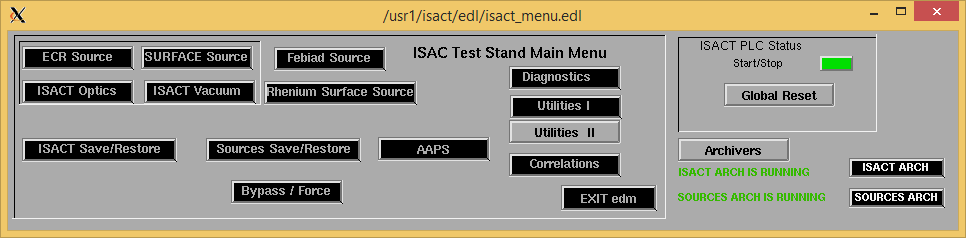 /usr1/isact/edl/isact_menu.edl
ISAC Test Stand Main Menu
ECR Source
SURFACE Source
Febiad Source
ISACT Optics
ISACT Vacuum
Rhenium Surface Source
Diagnostics
Utilities I
Utilities II
Correlations
ISACT Save/Restore
Sources Save/Restore
AAPS
Bypass / Force
EXIT edm
ISACT PLC Status
Start/Stop
Global Reset
Archivers
ISACT ARCH IS RUNNING
ISACT ARCH
SOURCES ARCH IS RUNNING
SOURCES ARCH